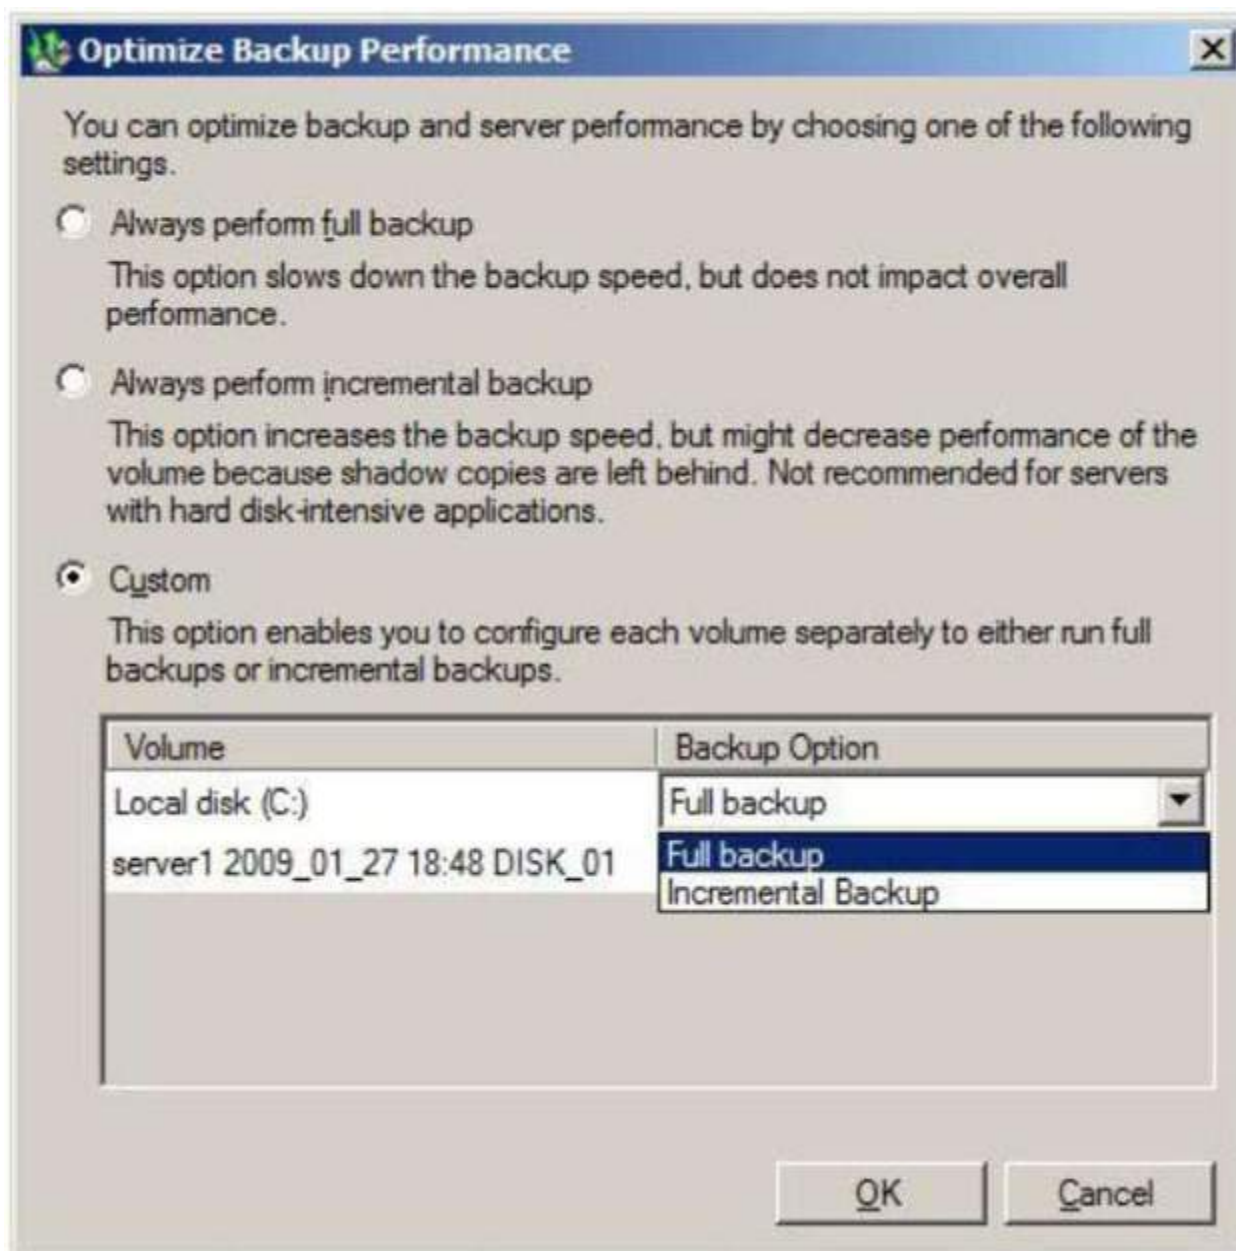 Optimize Backup Performance
You can optimize backup and server performance by choosing one of the following
settings.
Always perform full backup
This option slows down the backup speed, but does not impact overall
performance.
Always perform incremental backup
This option increases the backup speed, but might decrease performance of the
volume because shadow copies are left behind. Not recommended for servers
with hard disk-intensive applications.
Custom
This option enables you to configure each volume separately to either run full
backups or incremental backups.
Volume Backup Option
Local disk (C:) Full backup
server1 2009_01_27 18:48 DISK_01 Full backup
Incremental Backup
OK Cancel